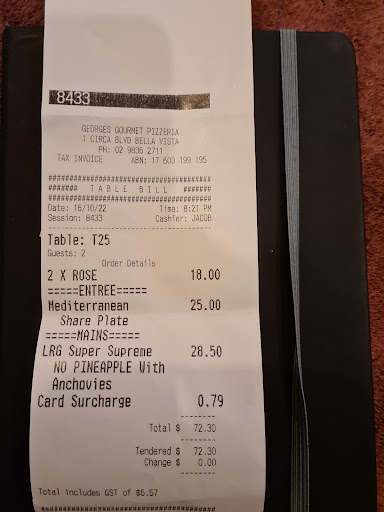 8433
GEORGES GOURMET PIZZERIA
1 CIRCA BLVD BELLA VISTA
PH: 02 9836 2711
TAX INVOICE ABN: 17 603 199 195
####################################
####### T A B L E B I L L ######
####################################
Date: 16/10/22 Time: 8:21 PM
Session: 8433 Cashier: JACOB
Table: T25
Guests: 2
Order Details
2 X ROSE 18.00
=====ENTREE=====
Mediterranean 25.00
Share Plate
=====MAINS=====
LRG Super Supreme 28.50
NO PINEAPPLE With
Anchovies
Card Surcharge 0.79
---------
Total $ 72.30
---------
Tendered $ 72.30
Change $ 0.00
---------
Total includes GST of $6.57
####################################